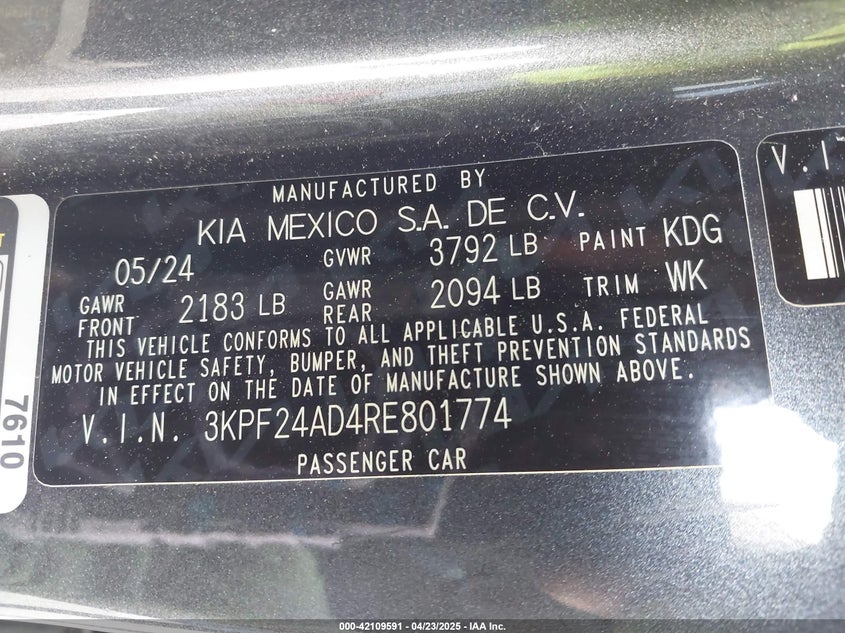 MANUFACTURED BY
KIA MEXICO S.A. DE C.V.
05/24 GVWR 3792 LB PAINT KDG
GAWR FRONT 2183 LB GAWR REAR 2094 LB TRIM WK
THIS VEHICLE CONFORMS TO ALL APPLICABLE U.S.A. FEDERAL
MOTOR VEHICLE SAFETY, BUMPER, AND THEFT PREVENTION STANDARDS
IN EFFECT ON THE DATE OF MANUFACTURE SHOWN ABOVE.
V.I.N. 3KPF24AD4RE801774
PASSENGER CAR
7610
V.I
000-42109591 - 04/23/2025 - IAA Inc.